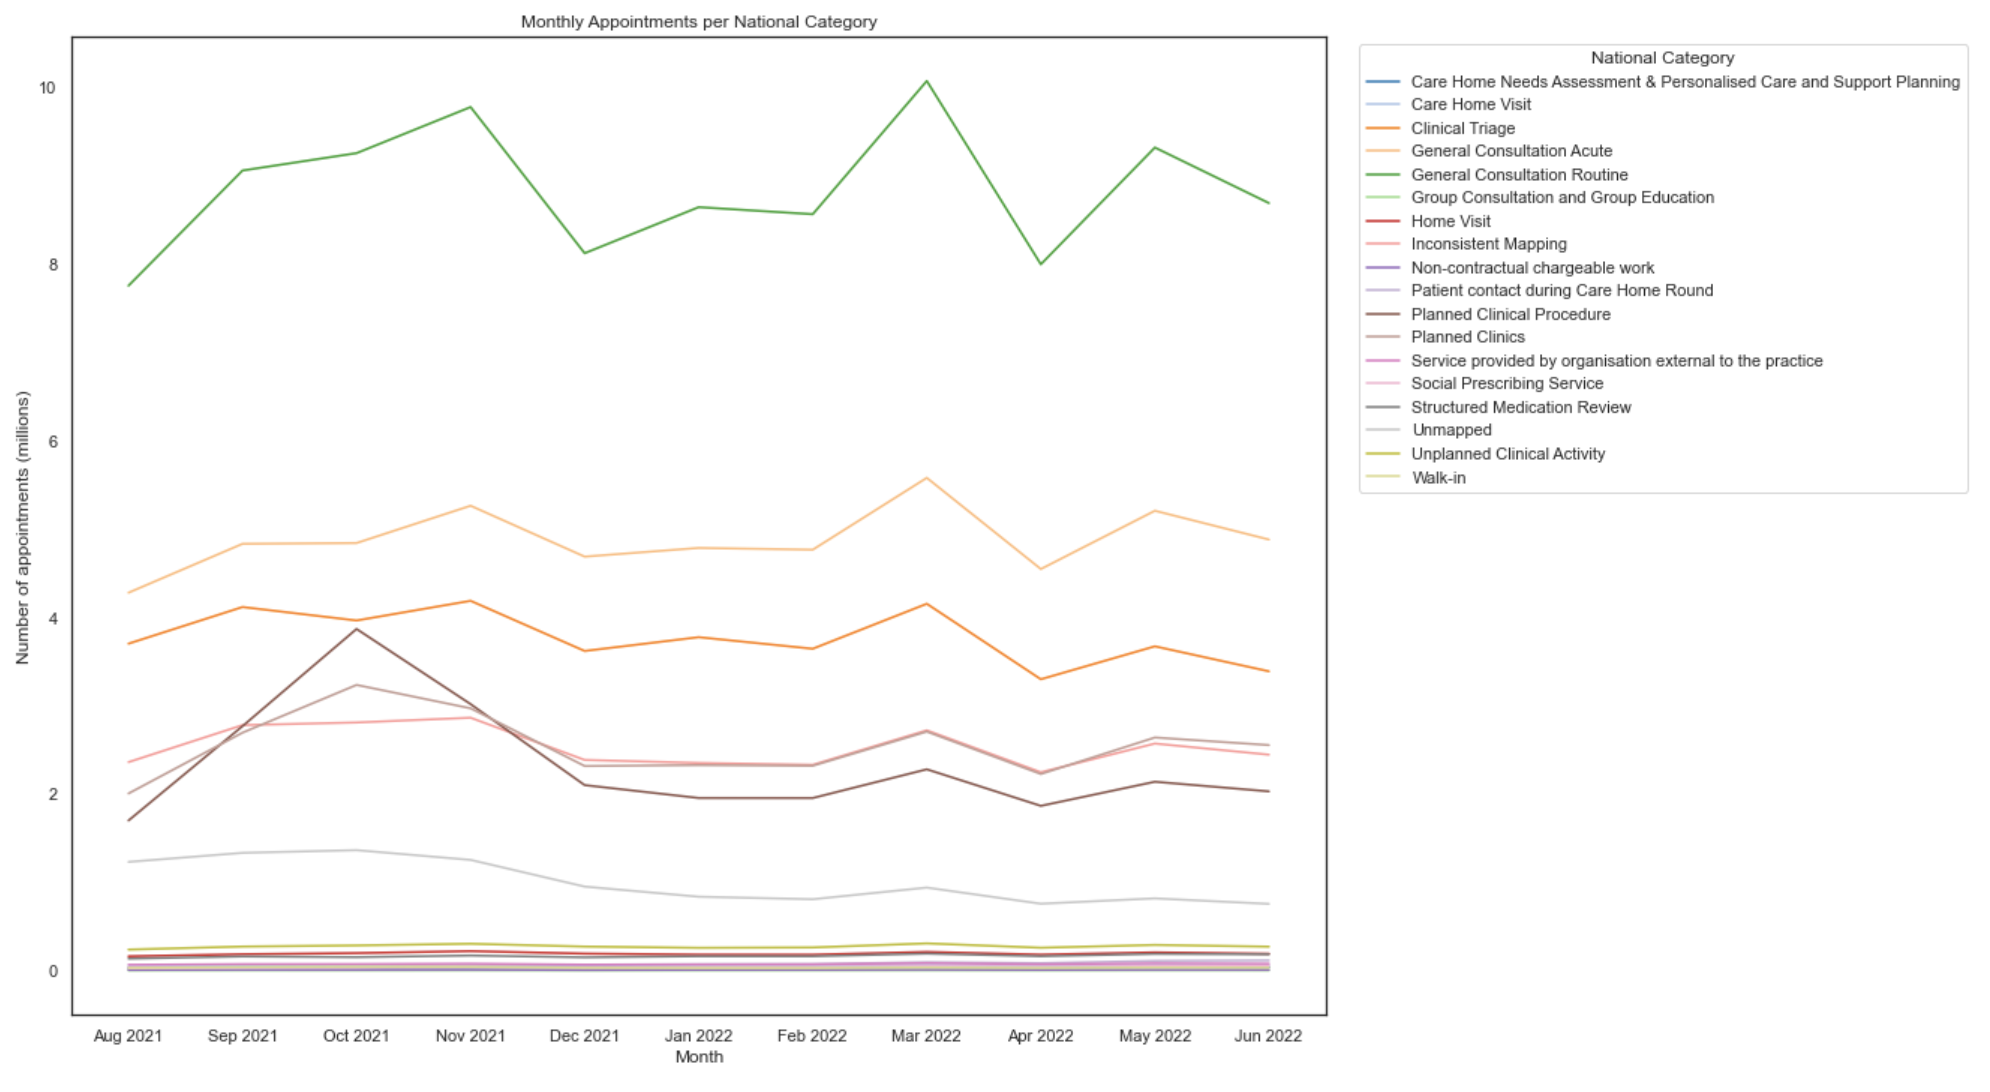 Monthly Appointments per National Category
Number of appointments (millions)
10
8
6
4
2
0
Aug 2021 Sep 2021 Oct 2021 Nov 2021 Dec 2021 Jan 2022 Feb 2022 Mar 2022 Apr 2022 May 2022 Jun 2022
Month
National Category
Care Home Needs Assessment & Personalised Care and Support Planning
Care Home Visit
Clinical Triage
General Consultation Acute
General Consultation Routine
Group Consultation and Group Education
Home Visit
Inconsistent Mapping
Non-contractual chargeable work
Patient contact during Care Home Round
Planned Clinical Procedure
Planned Clinics
Service provided by organisation external to the practice
Social Prescribing Service
Structured Medication Review
Unmapped
Unplanned Clinical Activity
Walk-in